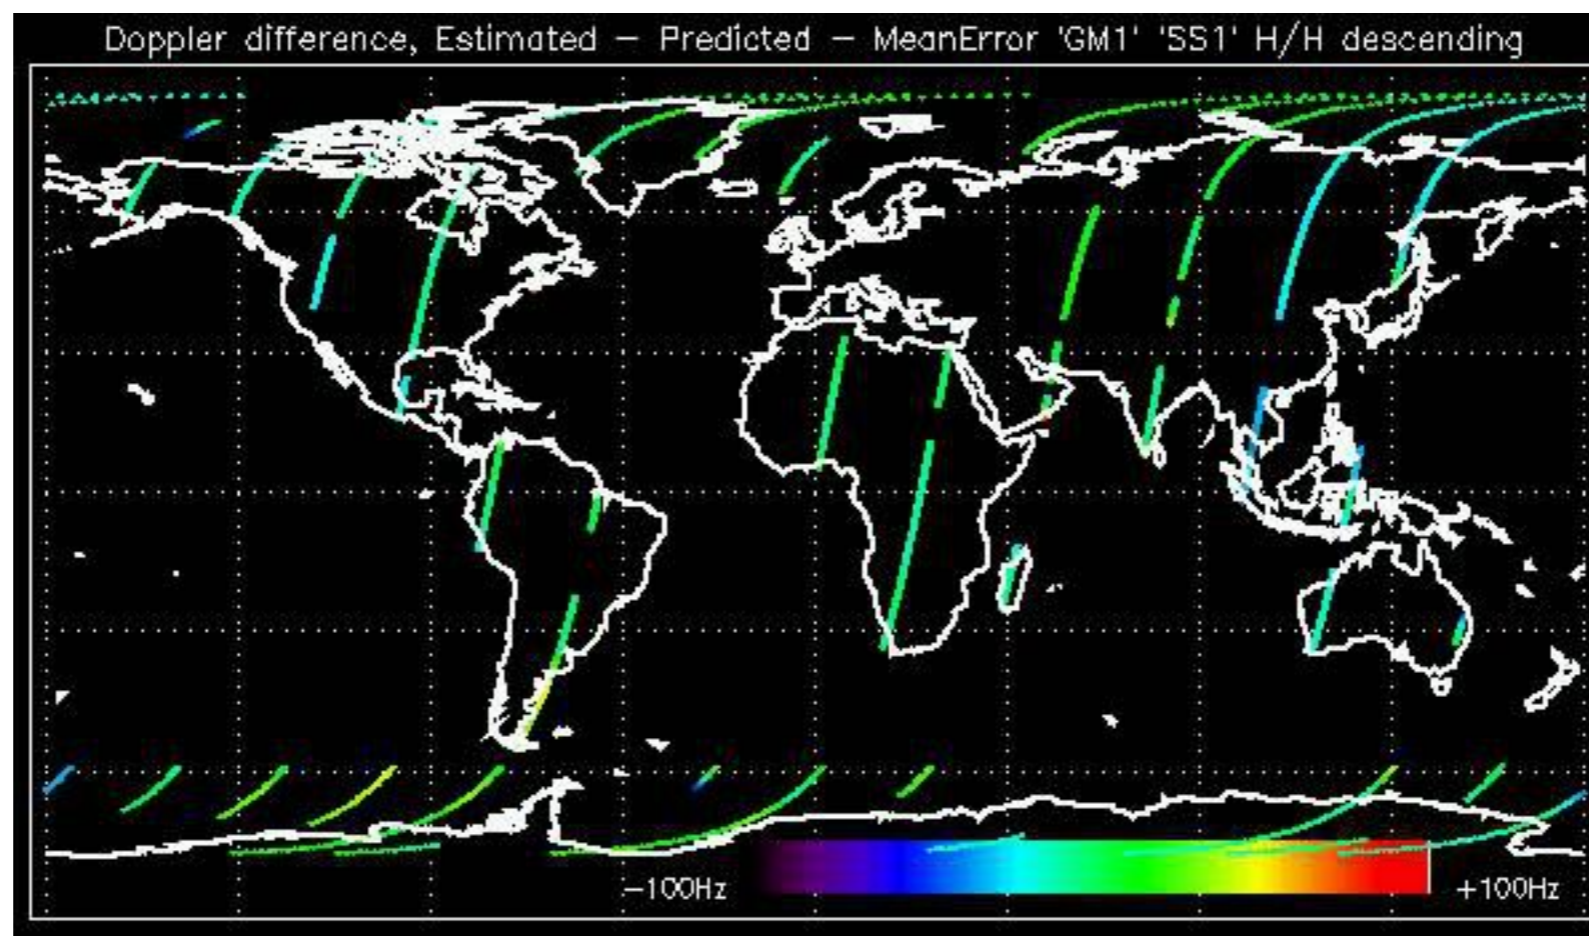 Doppler difference, Estimated – Predicted – MeanError 'GM1' 'SS1' H/H descending
–100Hz
+100Hz